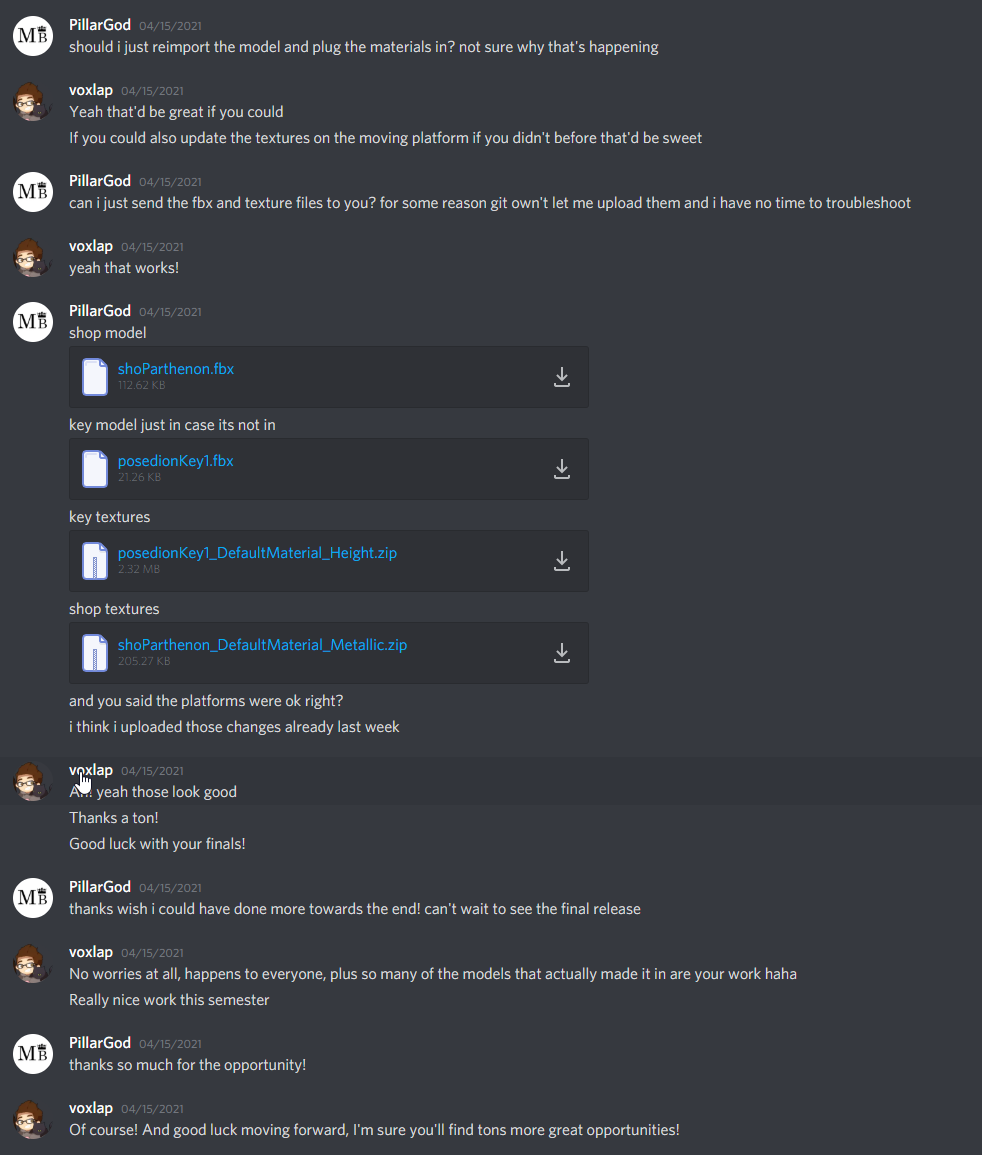 MB
PillarGod 04/15/2021
should i just reimport the model and plug the materials in? not sure why that's happening
voxlap 04/15/2021
Yeah that'd be great if you could
If you could also update the textures on the moving platform if you didn't before that'd be sweet
MB
PillarGod 04/15/2021
can i just send the fbx and texture files to you? for some reason git own't let me upload them and i have no time to troubleshoot
voxlap 04/15/2021
yeah that works!
MB
PillarGod 04/15/2021
shop model
shoParthenon.fbx
112.62 KB
key model just in case its not in
posedionKey1.fbx
21.26 KB
key textures
posedionKey1_DefaultMaterial_Height.zip
2.32 MB
shop textures
shoParthenon_DefaultMaterial_Metallic.zip
205.27 KB
and you said the platforms were ok right?
i think i uploaded those changes already last week
voxlap 04/15/2021
yeah those look good
Thanks a ton!
Good luck with your finals!
MB
PillarGod 04/15/2021
thanks wish i could have done more towards the end! can't wait to see the final release
voxlap 04/15/2021
No worries at all, happens to everyone, plus so many of the models that actually made it in are your work haha
Really nice work this semester
MB
PillarGod 04/15/2021
thanks so much for the opportunity!
voxlap 04/15/2021
Of course! And good luck moving forward, I'm sure you'll find tons more great opportunities!